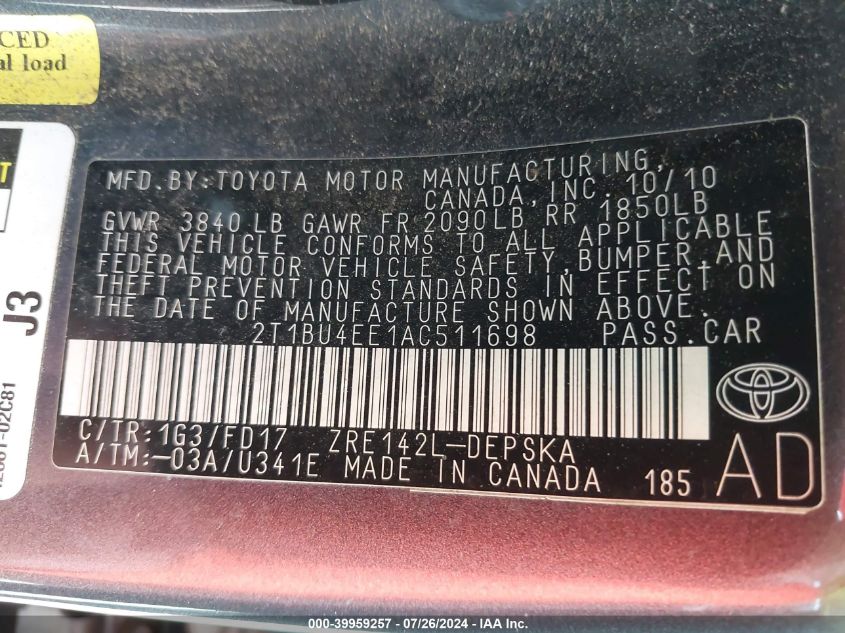 CED
al load
T
J3
12861-02C81
MFD.BY:TOYOTA MOTOR MANUFACTURING,
CANADA,INC. 10/10
GVWR 3840 LB GAWR FR 2090LB RR 1850LB
THIS VEHICLE CONFORMS TO ALL APPLICABLE
FEDERAL MOTOR VEHICLE SAFETY,BUMPER,AND
THEFT PREVENTION STANDARDS IN EFFECT ON
THE DATE OF MANUFACTURE SHOWN ABOVE.
2T1BU4EE1AC511698 PASS.CAR
C/TR:1G3/FD17 ZRE142L-DEPSKA
A/TM:-03A/U341E MADE IN CANADA 185
AD
000-39959257 / 07/26/2024 - IMPACT - IAA